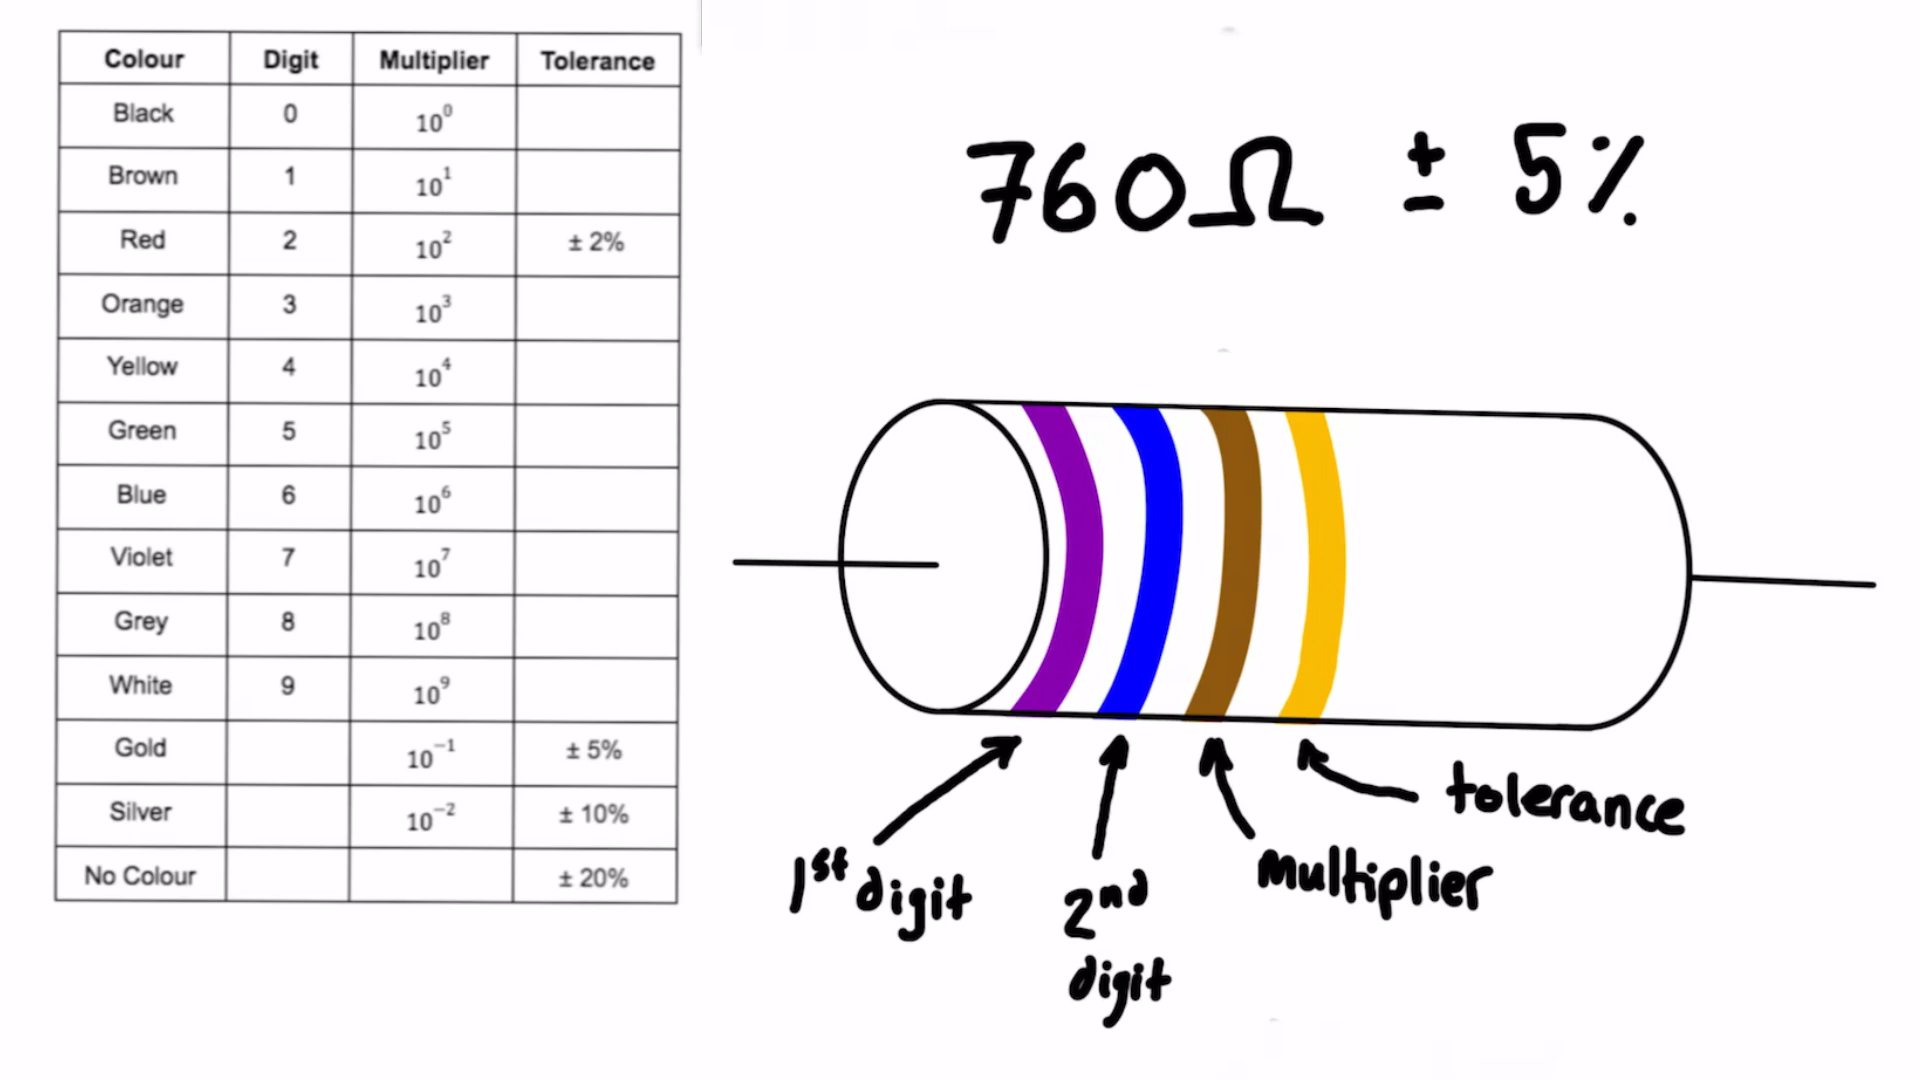 Colour Digit Multiplier Tolerance
Black 0 10⁰
Brown 1 10¹
Red 2 10² ± 2%
Orange 3 10³
Yellow 4 10⁴
Green 5 10⁵
Blue 6 10⁶
Violet 7 10⁷
Grey 8 10⁸
White 9 10⁹
Gold 10⁻¹ ± 5%
Silver 10⁻² ± 10%
No Colour ± 20%
760Ω ± 5%
1ˢᵗ digit
2ⁿᵈ
digit
multiplier
tolerance